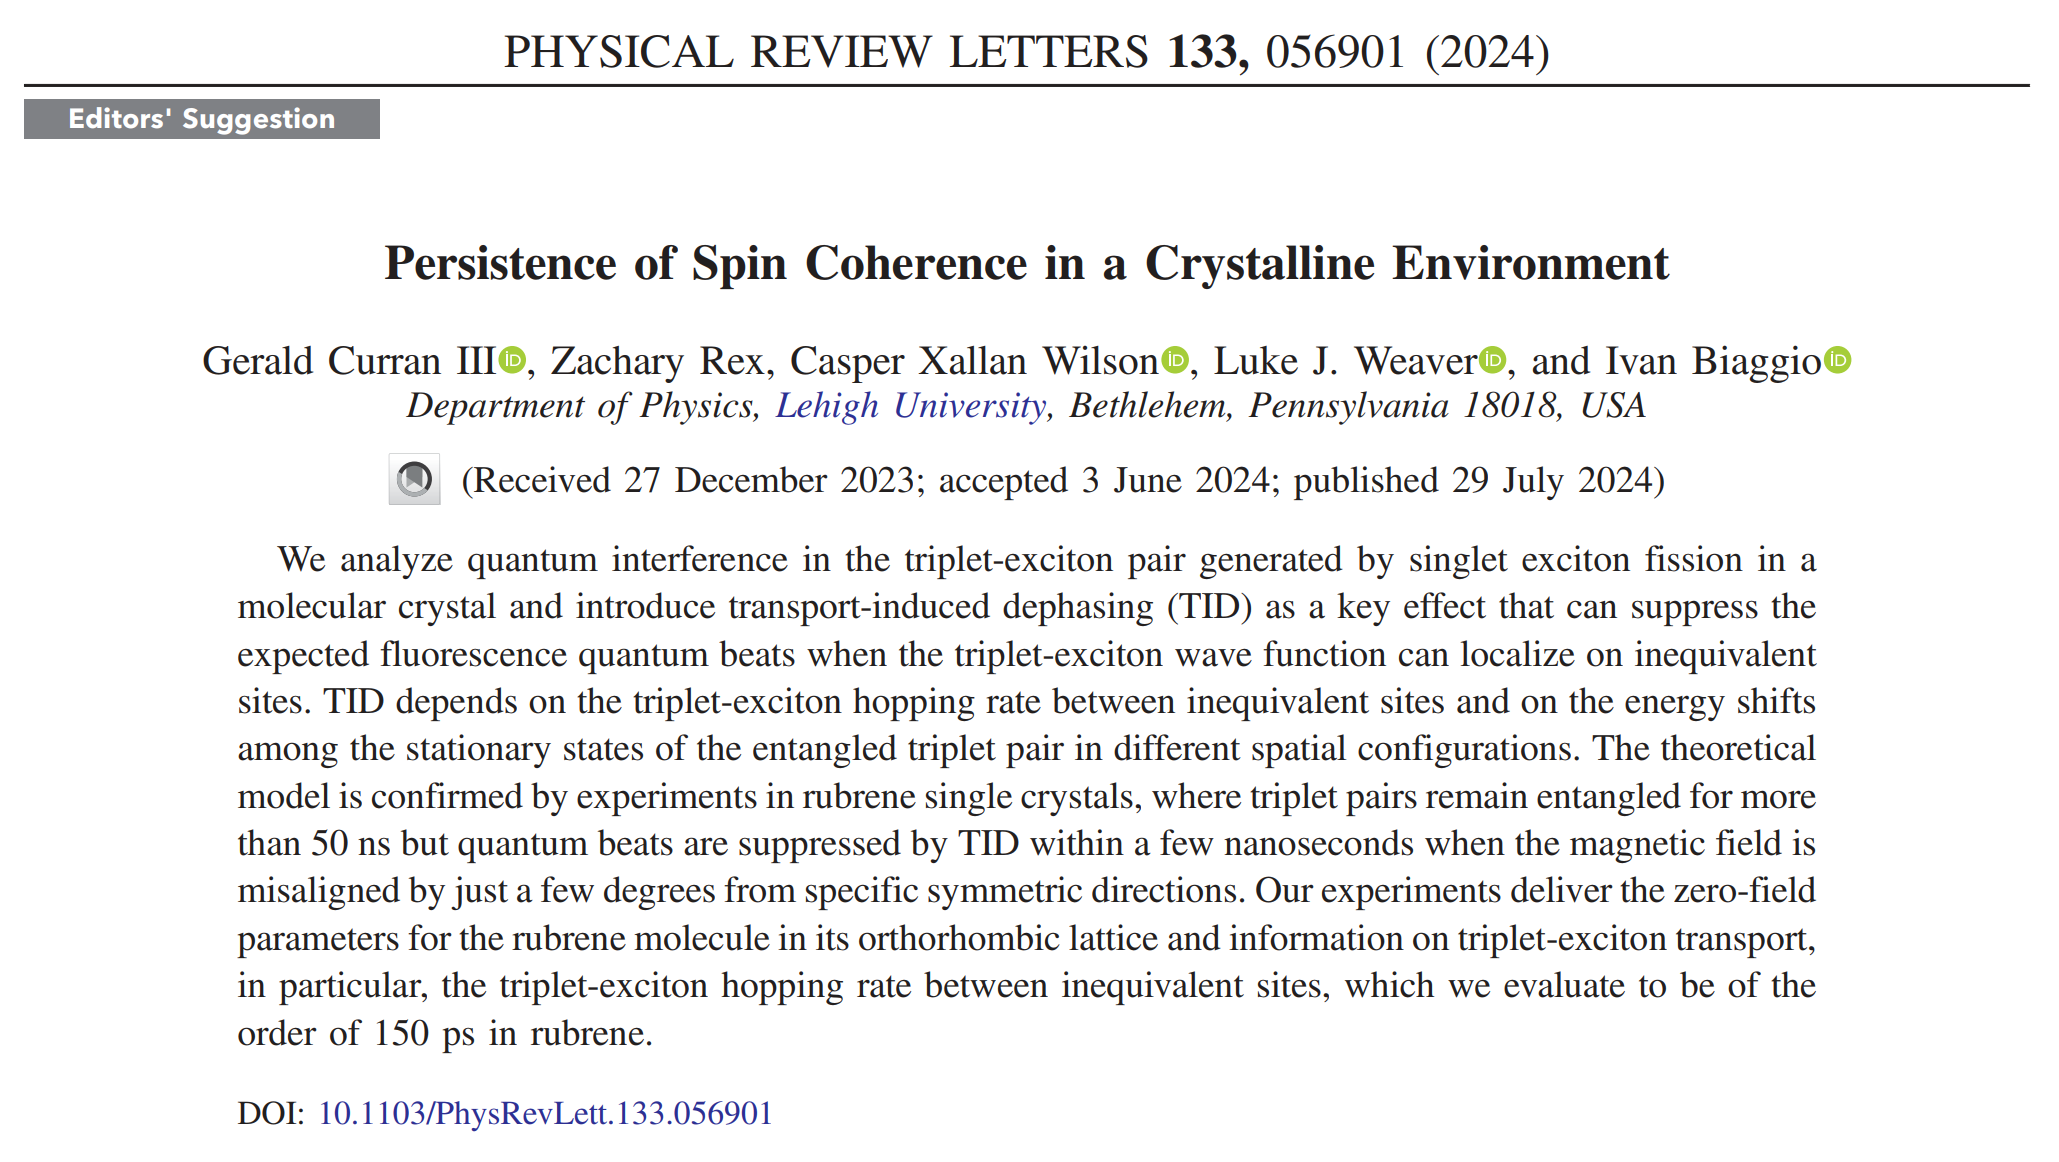 PHYSICAL REVIEW LETTERS 133, 056901 (2024)
Editors' Suggestion
Persistence of Spin Coherence in a Crystalline Environment
Gerald Curran III iD, Zachary Rex, Casper Xallan Wilson iD, Luke J. Weaver iD, and Ivan Biaggio iD
Department of Physics, Lehigh University, Bethlehem, Pennsylvania 18018, USA
(Received 27 December 2023; accepted 3 June 2024; published 29 July 2024)
We analyze quantum interference in the triplet-exciton pair generated by singlet exciton fission in a
molecular crystal and introduce transport-induced dephasing (TID) as a key effect that can suppress the
expected fluorescence quantum beats when the triplet-exciton wave function can localize on inequivalent
sites. TID depends on the triplet-exciton hopping rate between inequivalent sites and on the energy shifts
among the stationary states of the entangled triplet pair in different spatial configurations. The theoretical
model is confirmed by experiments in rubrene single crystals, where triplet pairs remain entangled for more
than 50 ns but quantum beats are suppressed by TID within a few nanoseconds when the magnetic field is
misaligned by just a few degrees from specific symmetric directions. Our experiments deliver the zero-field
parameters for the rubrene molecule in its orthorhombic lattice and information on triplet-exciton transport,
in particular, the triplet-exciton hopping rate between inequivalent sites, which we evaluate to be of the
order of 150 ps in rubrene.
DOI: 10.1103/PhysRevLett.133.056901